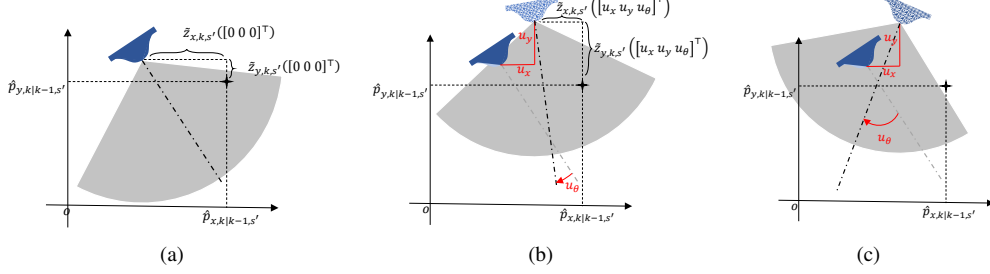 z̃_{x,k,s'}([0 0 0]^⊤)
z̃_{y,k,s'}([0 0 0]^⊤)
p̂_{y,k|k-1,s'}
o
p̂_{x,k|k-1,s'}
(a)
z̃_{x,k,s'}([u_x u_y u_θ]^⊤)
z̃_{y,k,s'}([u_x u_y u_θ]^⊤)
u_y
u_x
p̂_{y,k|k-1,s'}
u_θ
o
p̂_{x,k|k-1,s'}
(b)
u_y
u_x
p̂_{y,k|k-1,s'}
u_θ
o
p̂_{x,k|k-1,s'}
(c)